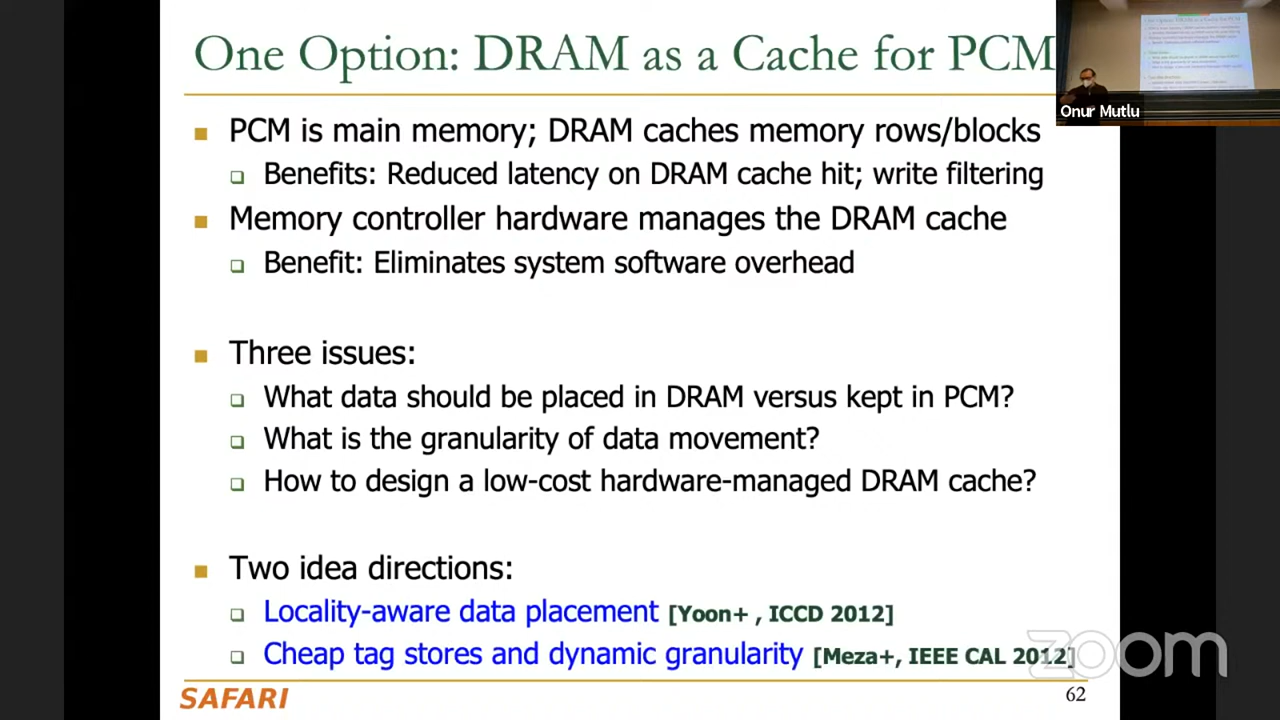 One Option: DRAM as a Cache for PCM
Onur Mutlu
PCM is main memory; DRAM caches memory rows/blocks
Benefits: Reduced latency on DRAM cache hit; write filtering
Memory controller hardware manages the DRAM cache
Benefit: Eliminates system software overhead
Three issues:
What data should be placed in DRAM versus kept in PCM?
What is the granularity of data movement?
How to design a low-cost hardware-managed DRAM cache?
Two idea directions:
Locality-aware data placement [Yoon+ , ICCD 2012]
Cheap tag stores and dynamic granularity [Meza+, IEEE CAL 2012]
zoom
SAFARI
62